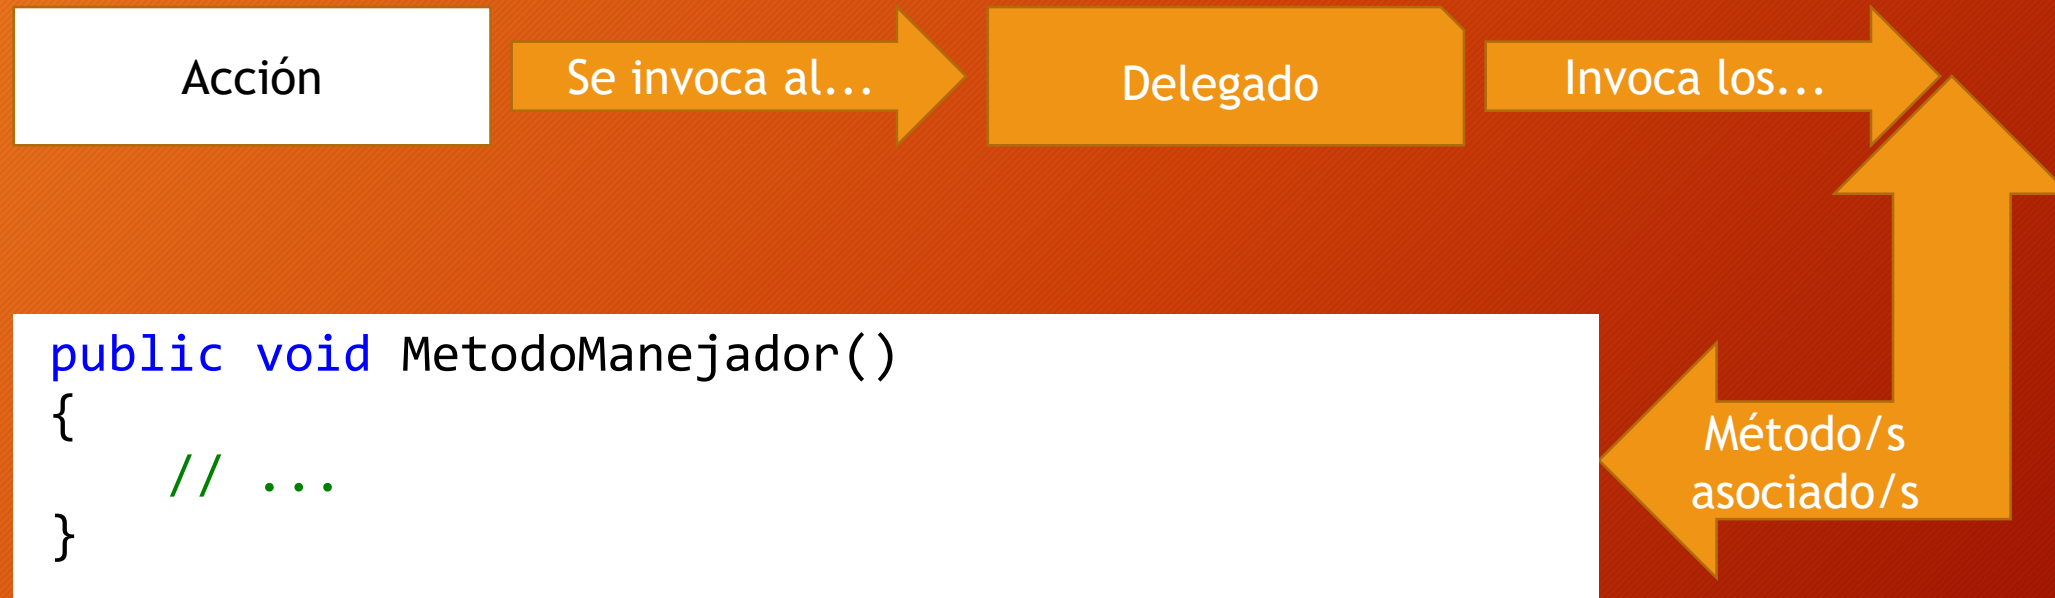 Acción
Se invoca al...
Delegado
Invoca los...
Método/s
asociado/s
public void MetodoManejador()
{
    // ...
}